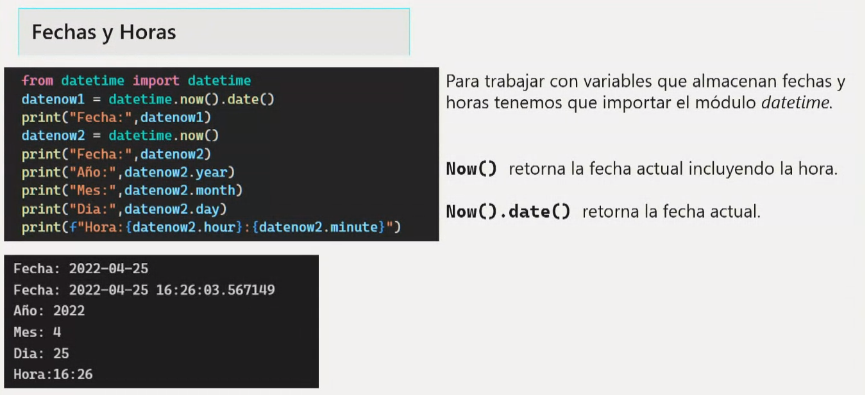 Fechas y Horas
from datetime import datetime
datenow1 = datetime.now().date()
print("Fecha:",datenow1)
datenow2 = datetime.now()
print("Fecha:",datenow2)
print("Año:",datenow2.year)
print("Mes:",datenow2.month)
print("Dia:",datenow2.day)
print(f"Hora:{datenow2.hour}:{datenow2.minute}")
Fecha: 2022-04-25
Fecha: 2022-04-25 16:26:03.567149
Año: 2022
Mes: 4
Dia: 25
Hora:16:26
Para trabajar con variables que almacenan fechas y
horas tenemos que importar el módulo datetime.
Now() retorna la fecha actual incluyendo la hora.
Now().date() retorna la fecha actual.